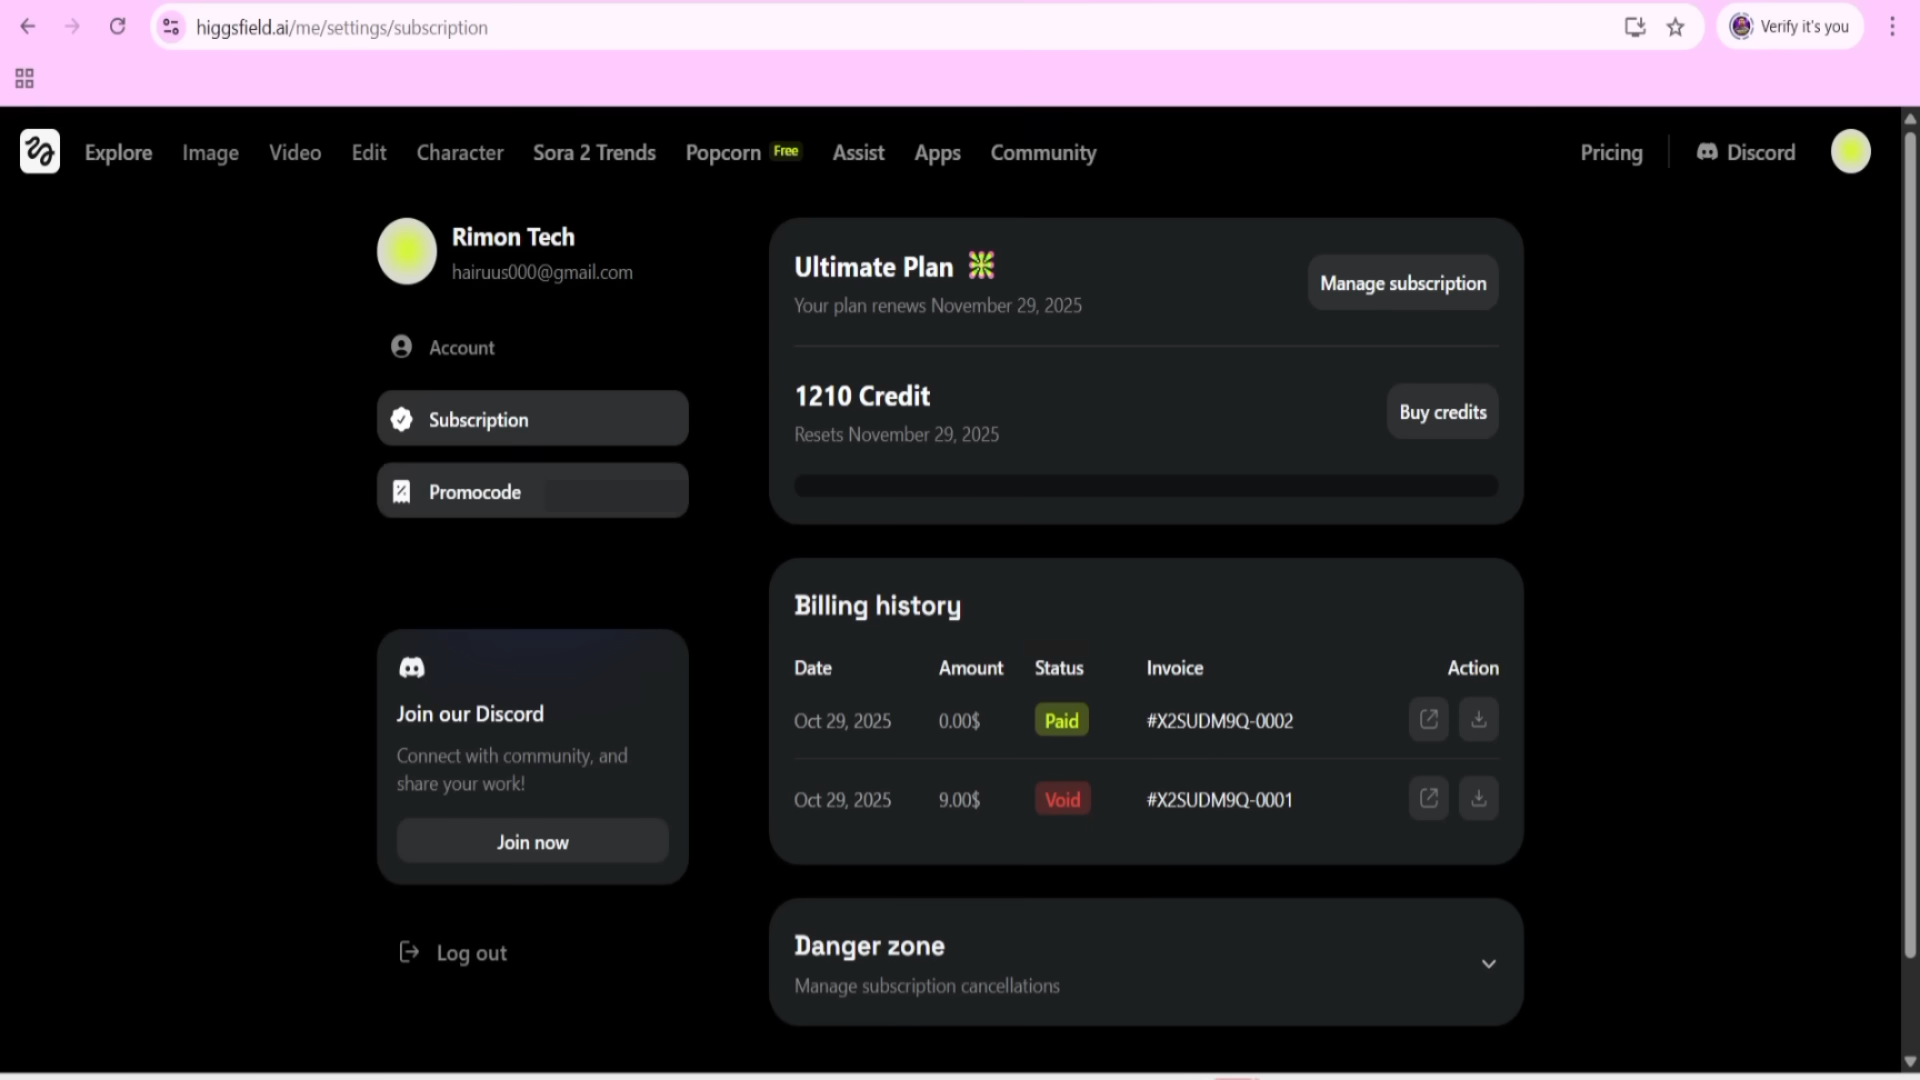 higgsfield.ai/me/settings/subscription
Verify it's you
Explore Image Video Edit Character Sora 2 Trends Popcorn Free Assist Apps Community Pricing Discord
Rimon Tech
hairuus000@gmail.com
Account
Subscription
Promocode
Join our Discord
Connect with community, and
share your work!
Join now
Log out
Ultimate Plan
Your plan renews November 29, 2025
Manage subscription
1210 Credit
Resets November 29, 2025
Buy credits
Billing history
Date Amount Status Invoice Action
Oct 29, 2025 0.00$ Paid #X2SUDM9Q-0002
Oct 29, 2025 9.00$ Void #X2SUDM9Q-0001
Danger zone
Manage subscription cancellations